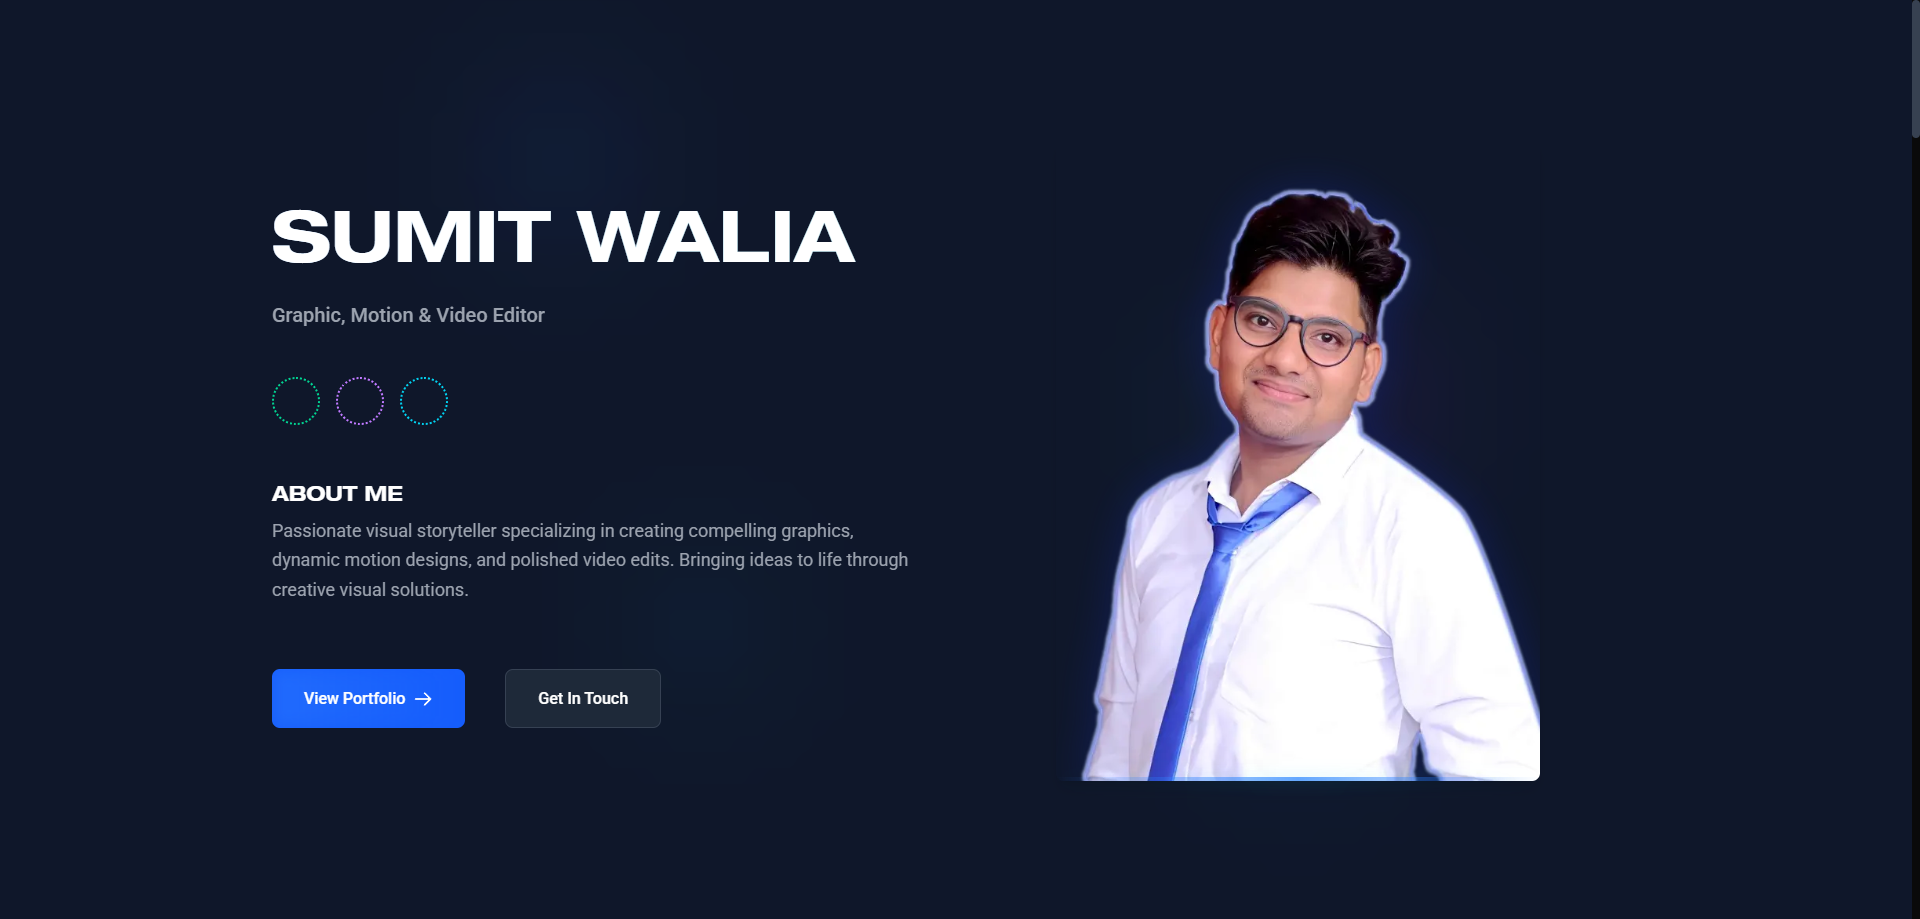 SUMIT WALIA
Graphic, Motion & Video Editor
ABOUT ME
Passionate visual storyteller specializing in creating compelling graphics,
dynamic motion designs, and polished video edits. Bringing ideas to life through
creative visual solutions.
View Portfolio →
Get In Touch